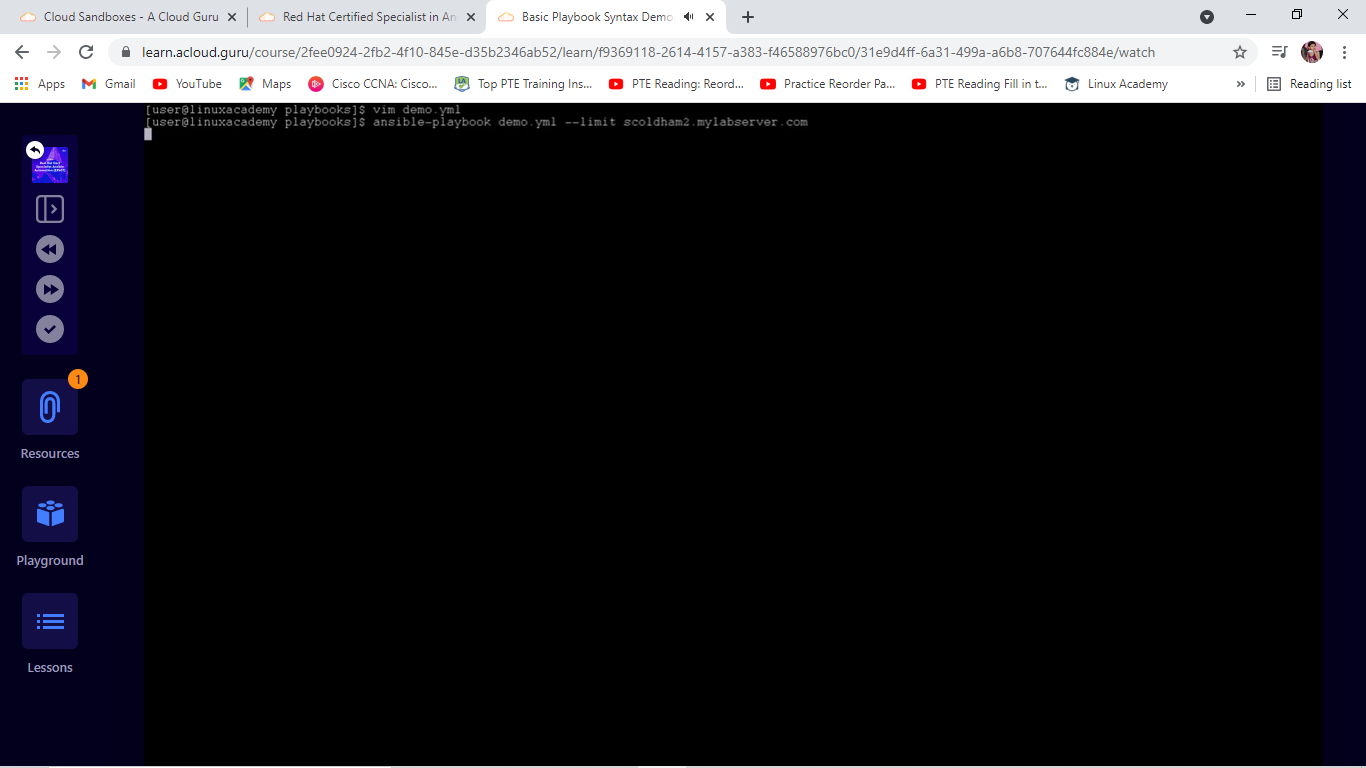 Cloud Sandboxes - A Cloud Guru
Red Hat Certified Specialist in An
Basic Playbook Syntax Demo
learn.acloud.guru/course/2fee0924-2fb2-4f10-845e-d35b2346ab52/learn/f9369118-2614-4157-a383-f46588976bc0/31e9d4ff-6a31-499a-a6b8-707644fc884e/watch
Apps
Gmail
YouTube
Maps
Cisco CCNA: Cisco...
Top PTE Training Ins...
PTE Reading: Reord...
Practice Reorder Pa...
PTE Reading Fill in t...
Linux Academy
»
Reading list
[user@linuxacademy playbooks]$ vim demo.yml
[user@linuxacademy playbooks]$ ansible-playbook demo.yml --limit scoldham2.mylabserver.com
1
Resources
Playground
Lessons